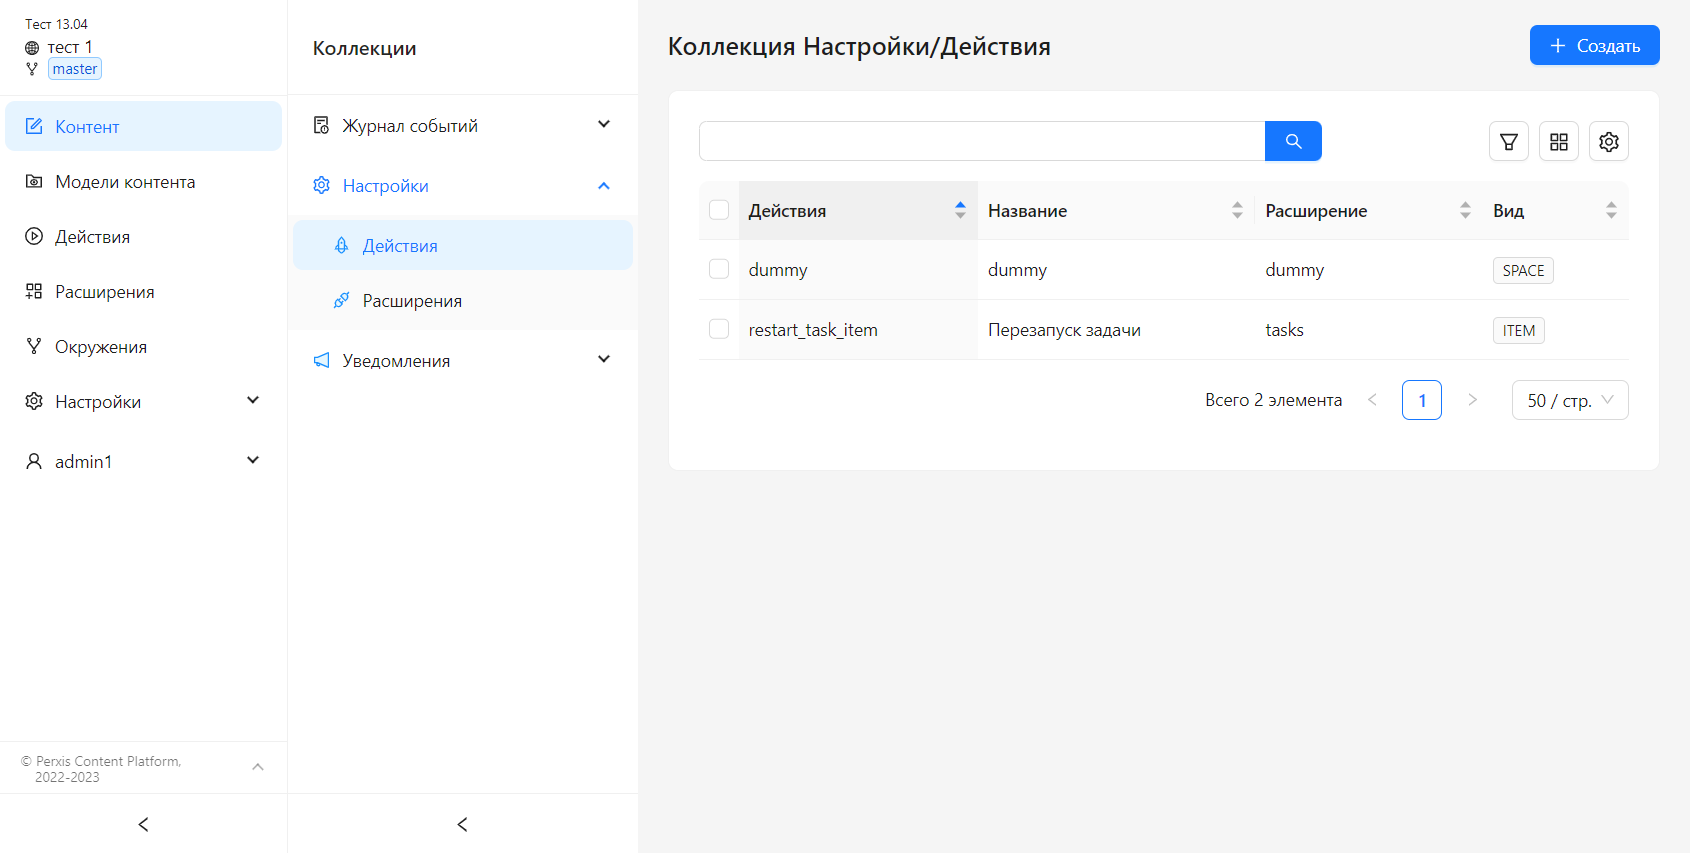 Тест 13.04
тест 1
master
Контент
Модели контента
Действия
Расширения
Окружения
Настройки
admin1
© Perxis Content Platform,
2022-2023
Коллекции
Журнал событий
Настройки
Действия
Расширения
Уведомления
Коллекция Настройки/Действия
Создать
Действия Название Расширение Вид
dummy dummy dummy SPACE
restart_task_item Перезапуск задачи tasks ITEM
Всего 2 элемента 1 50 / стр.